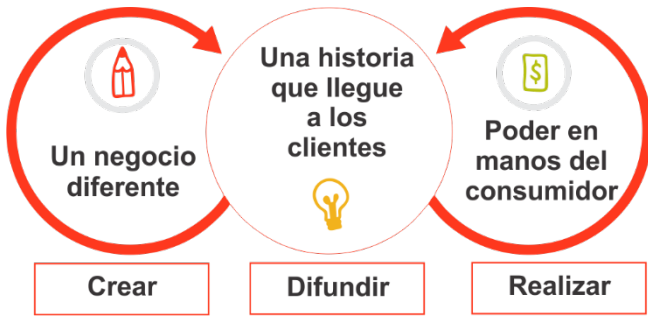 Un negocio
diferente
Una historia
que llegue
a los
clientes
$
Poder en
manos del
consumidor
Crear
Difundir
Realizar